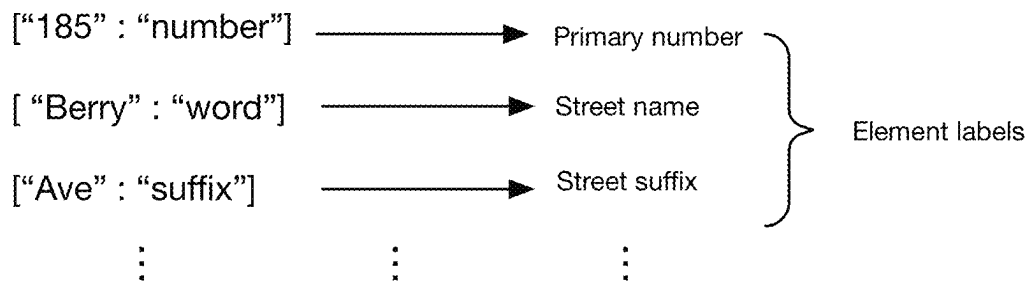 [“185” : “number”] Primary number
[ “Berry” : “word”] Street name
Element labels
[“Ave” : “suffix”] Street suffix